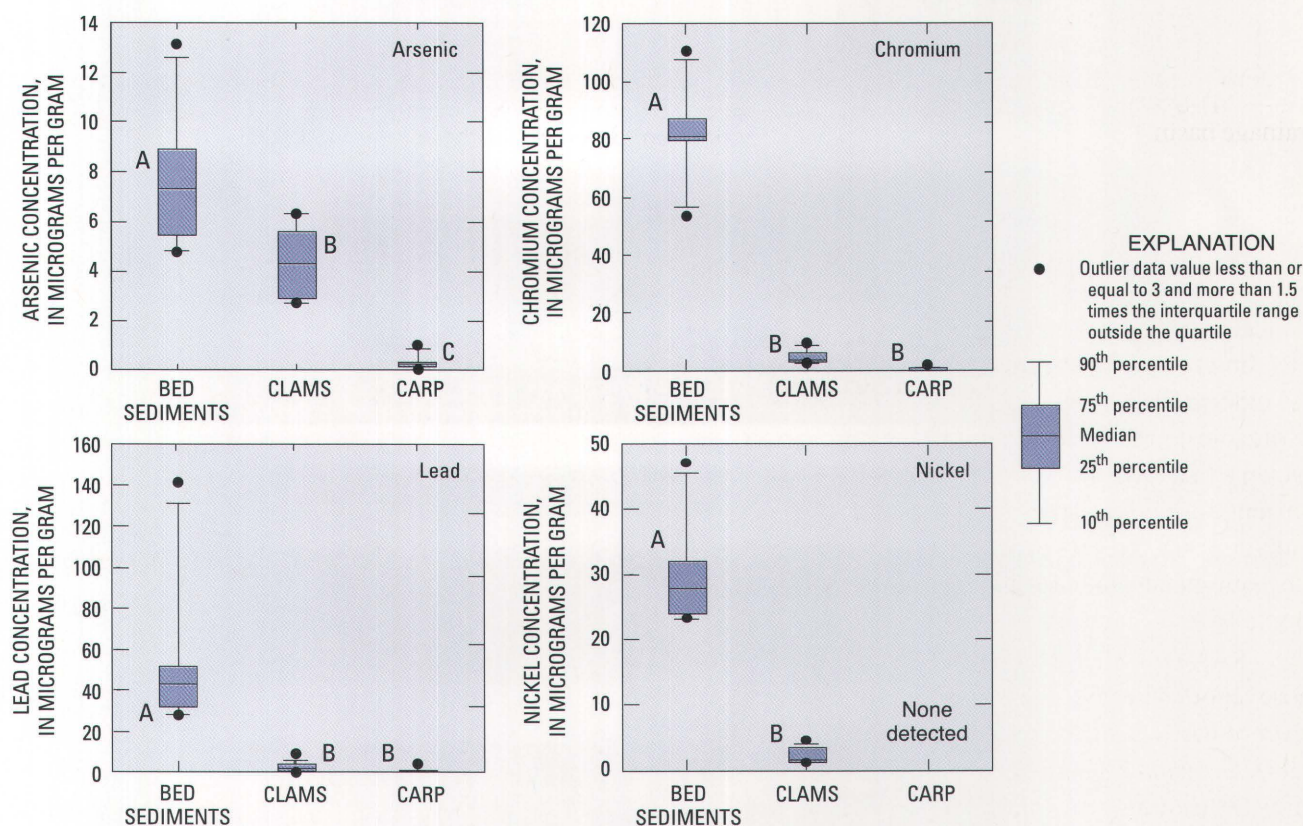 ARSENIC CONCENTRATION,
IN MICROGRAMS PER GRAM
14
12
10
8
6
4
2
0
Arsenic
A
B
C
BED
SEDIMENTS
CLAMS
CARP
CHROMIUM CONCENTRATION,
IN MICROGRAMS PER GRAM
120
100
80
60
40
20
0
Chromium
A
B
B
BED
SEDIMENTS
CLAMS
CARP
LEAD CONCENTRATION,
IN MICROGRAMS PER GRAM
160
140
120
100
80
60
40
20
0
Lead
A
B
B
BED
SEDIMENTS
CLAMS
CARP
NICKEL CONCENTRATION,
IN MICROGRAMS PER GRAM
50
40
30
20
10
0
Nickel
A
B
None
detected
BED
SEDIMENTS
CLAMS
CARP
EXPLANATION
Outlier data value less than or
equal to 3 and more than 1.5
times the interquartile range
outside the quartile
90th percentile
75th percentile
Median
25th percentile
10th percentile